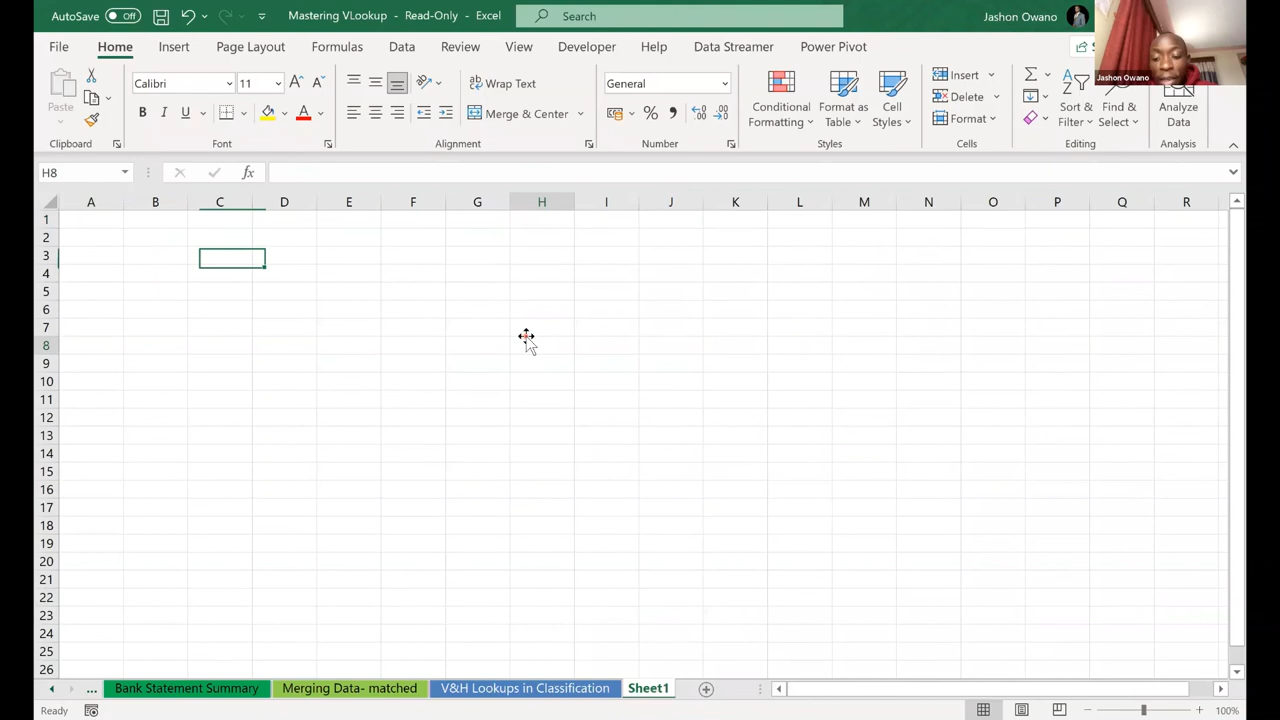 AutoSave Off Mastering VLookup - Read-Only - Excel Search Jashon Owano
File Home Insert Page Layout Formulas Data Review View Developer Help Data Streamer Power Pivot
Jashon Owano
Paste Calibri 11 Wrap Text General Conditional Formatting Format as Table Cell Styles Insert Sort & Filter Find & Select Analyze Data
B I U Merge & Center % Delete
Format
Clipboard Font Alignment Number Styles Cells Editing Analysis
H8 fx
A B C D E F G H I J K L M N O P Q R
1
2
3
4
5
6
7
8
9
10
11
12
13
14
15
16
17
18
19
20
21
22
23
24
25
26
... Bank Statement Summary Merging Data- matched V&H Lookups in Classification Sheet1
Ready 100%